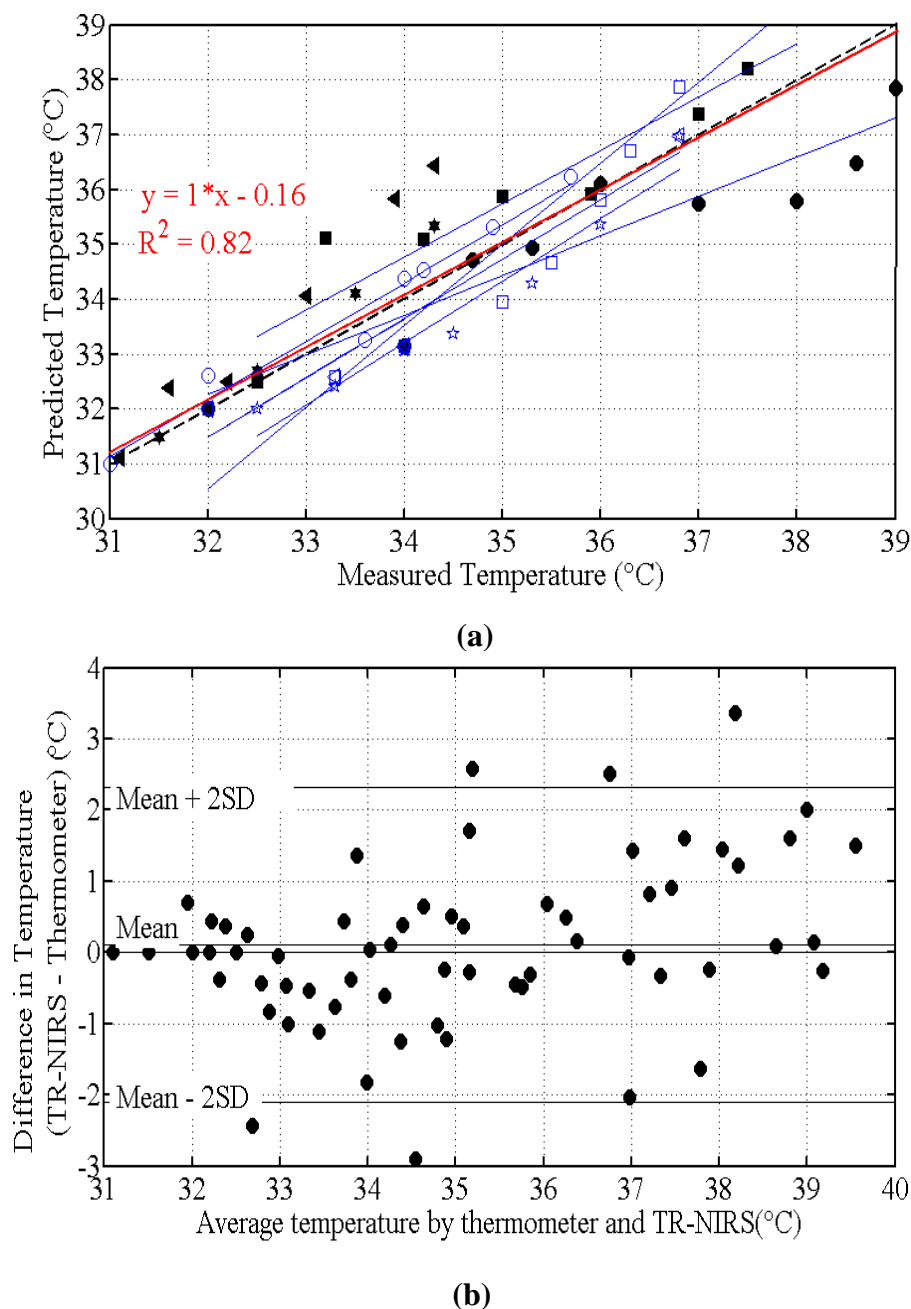 39
38
37
36
35
34
33
32
31
30
Predicted Temperature (°C)
y = 1*x - 0.16
R² = 0.82
31 32 33 34 35 36 37 38 39
Measured Temperature (°C)
(a)
4
3
2
1
0
-1
-2
-3
Difference in Temperature
(TR-NIRS - Thermometer) (°C)
Mean + 2SD
Mean
Mean - 2SD
31 32 33 34 35 36 37 38 39 40
Average temperature by thermometer and TR-NIRS(°C)
(b)